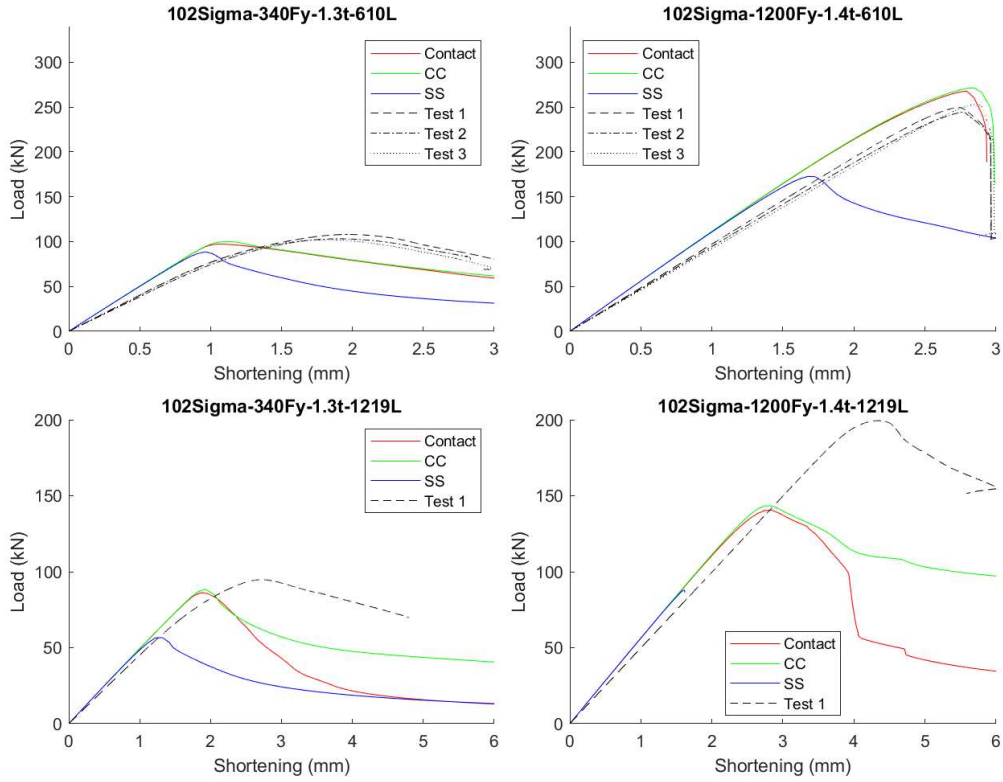 102Sigma-340Fy-1.3t-610L
Load (kN)
300
250
200
150
100
50
0
0 0.5 1 1.5 2 2.5 3
Shortening (mm)
Contact
CC
SS
Test 1
Test 2
Test 3
102Sigma-1200Fy-1.4t-610L
Load (kN)
300
250
200
150
100
50
0
0 0.5 1 1.5 2 2.5 3
Shortening (mm)
Contact
CC
SS
Test 1
Test 2
Test 3
102Sigma-340Fy-1.3t-1219L
Load (kN)
200
150
100
50
0
0 1 2 3 4 5 6
Shortening (mm)
Contact
CC
SS
Test 1
102Sigma-1200Fy-1.4t-1219L
Load (kN)
200
150
100
50
0
0 1 2 3 4 5 6
Shortening (mm)
Contact
CC
SS
Test 1